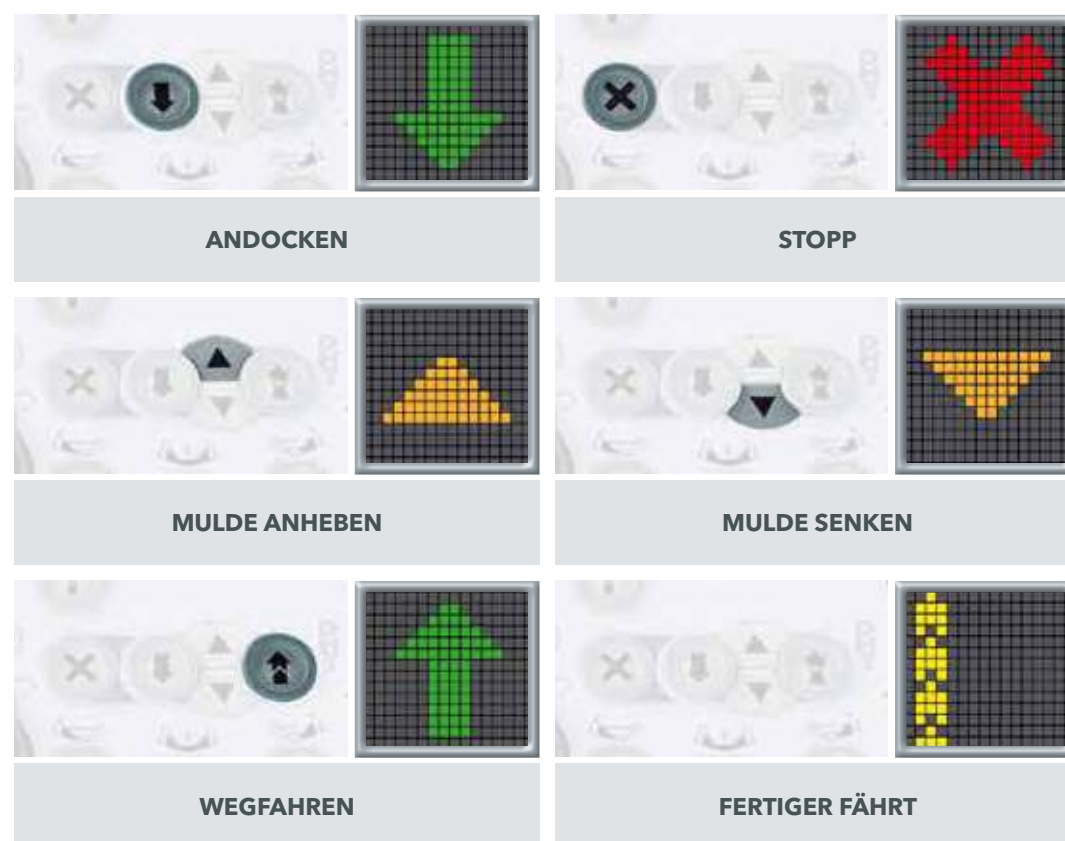 ANDOCKEN
STOPP
MULDE ANHEBEN
MULDE SENKEN
WEGFAHREN
FERTIGER FÄHRT